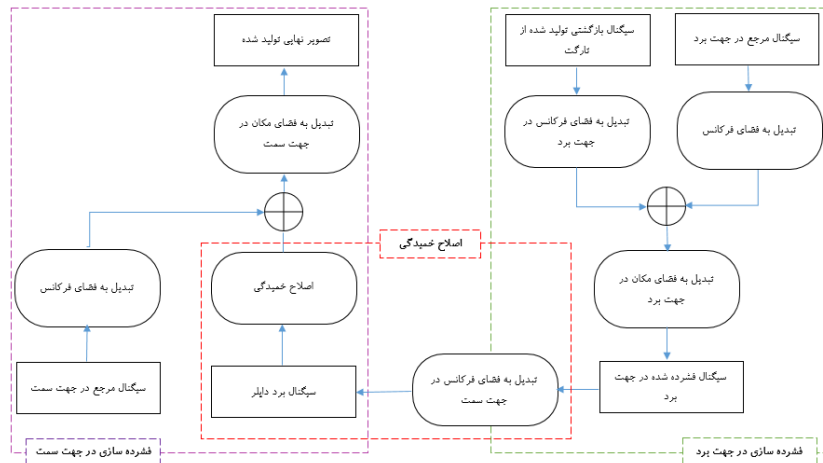 سیگنال مرجع در جهت برد
سیگنال بازگشتی تولید شده از
تارگت
تصویر نهایی تولید شده
تبدیل به فضای فرکانس
تبدیل به فضای فرکانس در
جهت برد
تبدیل به فضای مکان در
جهت سمت
اصلاح خمیدگی
تبدیل به فضای مکان در
جهت برد
اصلاح خمیدگی
تبدیل به فضای فرکانس
سیگنال فشرده شده در جهت
برد
تبدیل به فضای فرکانس در
جهت سمت
سیگنال برد داپلر
سیگنال مرجع در جهت سمت
فشرده سازی در جهت برد
فشرده سازی در جهت سمت